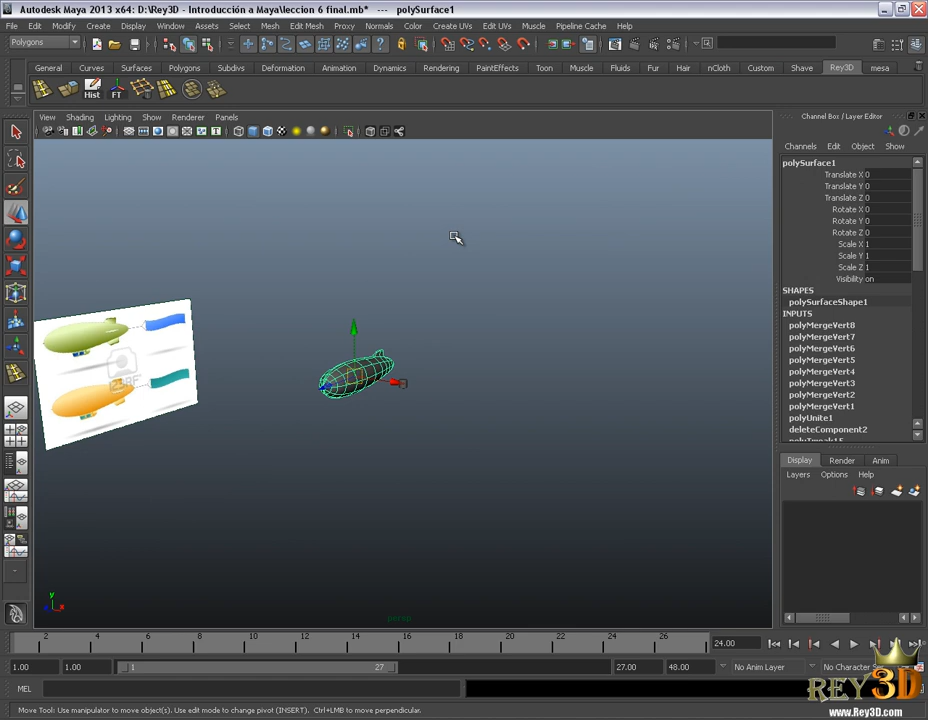 Autodesk Maya 2013 x64: D:\Rey3D - Introducción a Maya\leccion 6 final.mb* --- polySurface1
File Edit Modify Create Display Window Assets Select Mesh Edit Mesh Proxy Normals Color Create UVs Edit UVs Muscle Pipeline Cache Help
Polygons
General Curves Surfaces Polygons Subdivs Deformation Animation Dynamics Rendering PaintEffects Toon Muscle Fluids Fur Hair nCloth Custom Shave Rey3D mesa
Hist FT
View Shading Lighting Show Renderer Panels
Channel Box / Layer Editor
Channels Edit Object Show
polySurface1
Translate X 0
Translate Y 0
Translate Z 0
Rotate X 0
Rotate Y 0
Rotate Z 0
Scale X 1
Scale Y 1
Scale Z 1
Visibility on
SHAPES
polySurfaceShape1
INPUTS
polyMergeVert8
polyMergeVert7
polyMergeVert6
polyMergeVert5
polyMergeVert4
polyMergeVert3
polyMergeVert2
polyMergeVert1
polyUnite1
deleteComponent2
polyTweak15
Display Render Anim
Layers Options Help
y
x
persp
2 4 6 8 10 12 14 16 18 20 22 24 26
24.00
1.00 1.00 1 27 27.00 48.00 No Anim Layer No Character Se
MEL
Move Tool: Use manipulator to move object(s). Use edit mode to change pivot (INSERT). Ctrl+LMB to move perpendicular.
REY3D
www.Rey3D.com